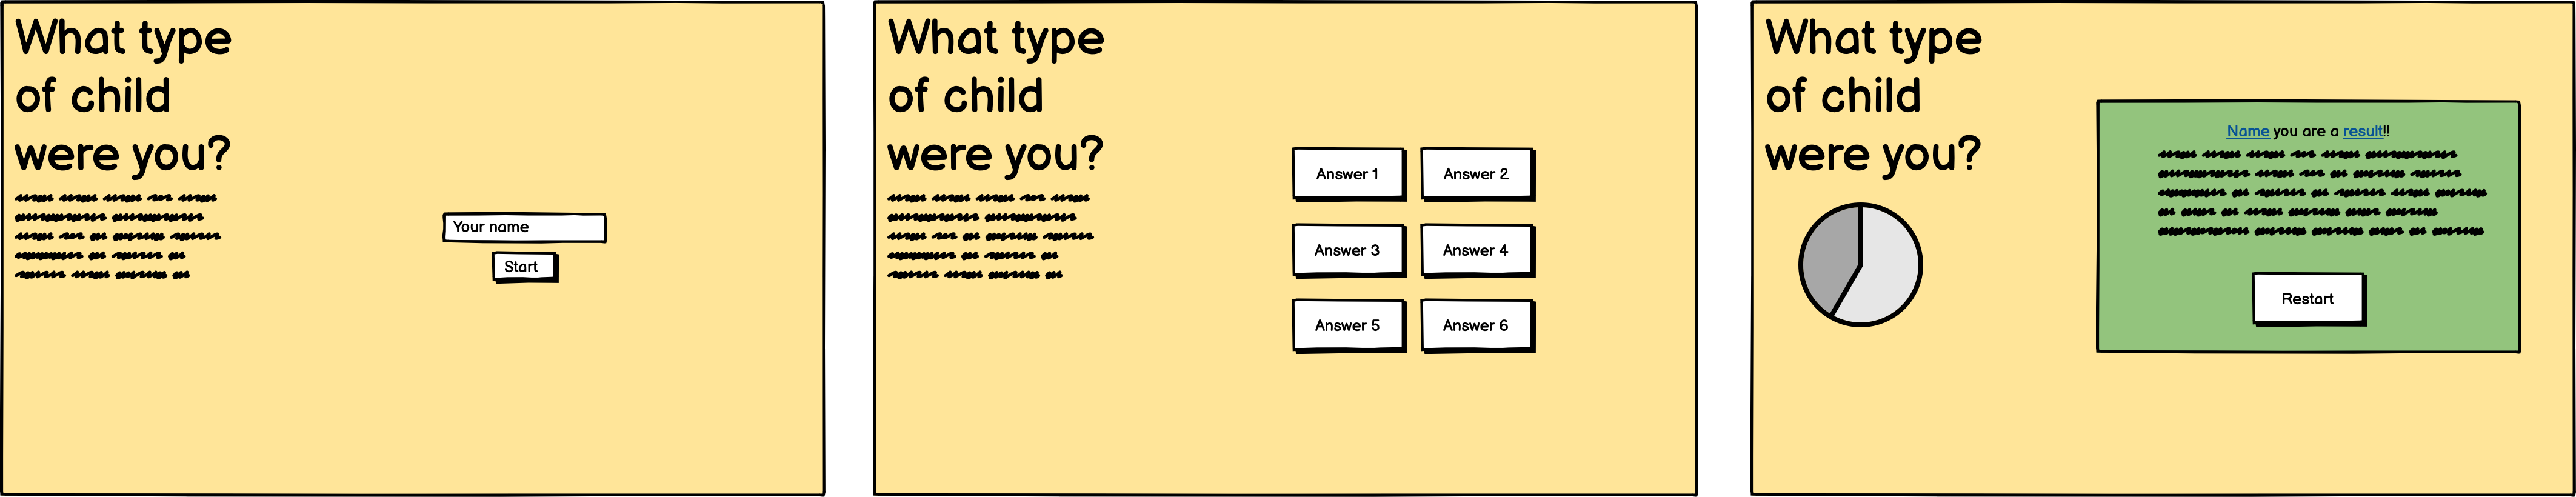 What type
of child
were you?
Your name
Start
What type
of child
were you?
Answer 1
Answer 2
Answer 3
Answer 4
Answer 5
Answer 6
What type
of child
were you?
Name you are a result!!
Restart